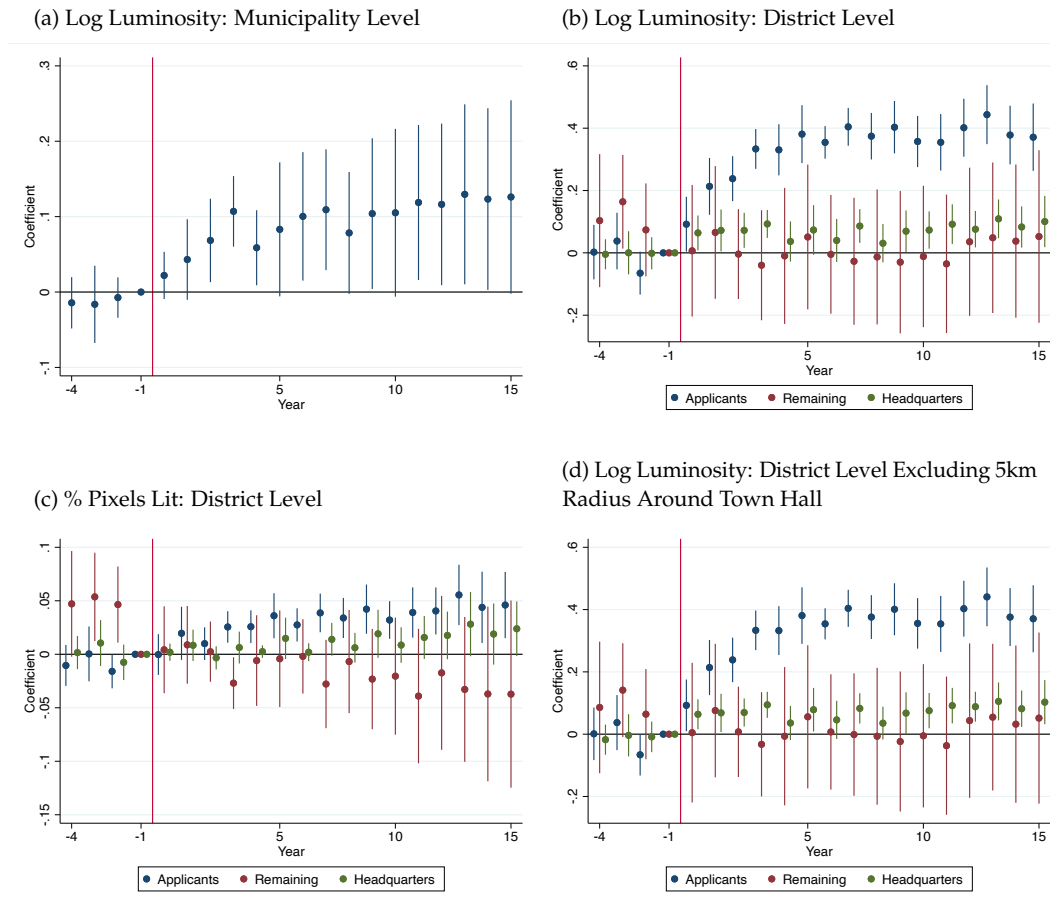 (a) Log Luminosity: Municipality Level
.3
.2
.1
0
-.1
Coefficient
-4
-1
5
10
15
Year
(b) Log Luminosity: District Level
.6
.4
.2
0
-.2
Coefficient
-4
-1
5
10
15
Year
Applicants
Remaining
Headquarters
(c) % Pixels Lit: District Level
.1
.05
0
-.05
-.1
-.15
Coefficient
-4
-1
5
10
15
Year
Applicants
Remaining
Headquarters
(d) Log Luminosity: District Level Excluding 5km
Radius Around Town Hall
.6
.4
.2
0
-.2
Coefficient
-4
-1
5
10
15
Year
Applicants
Remaining
Headquarters